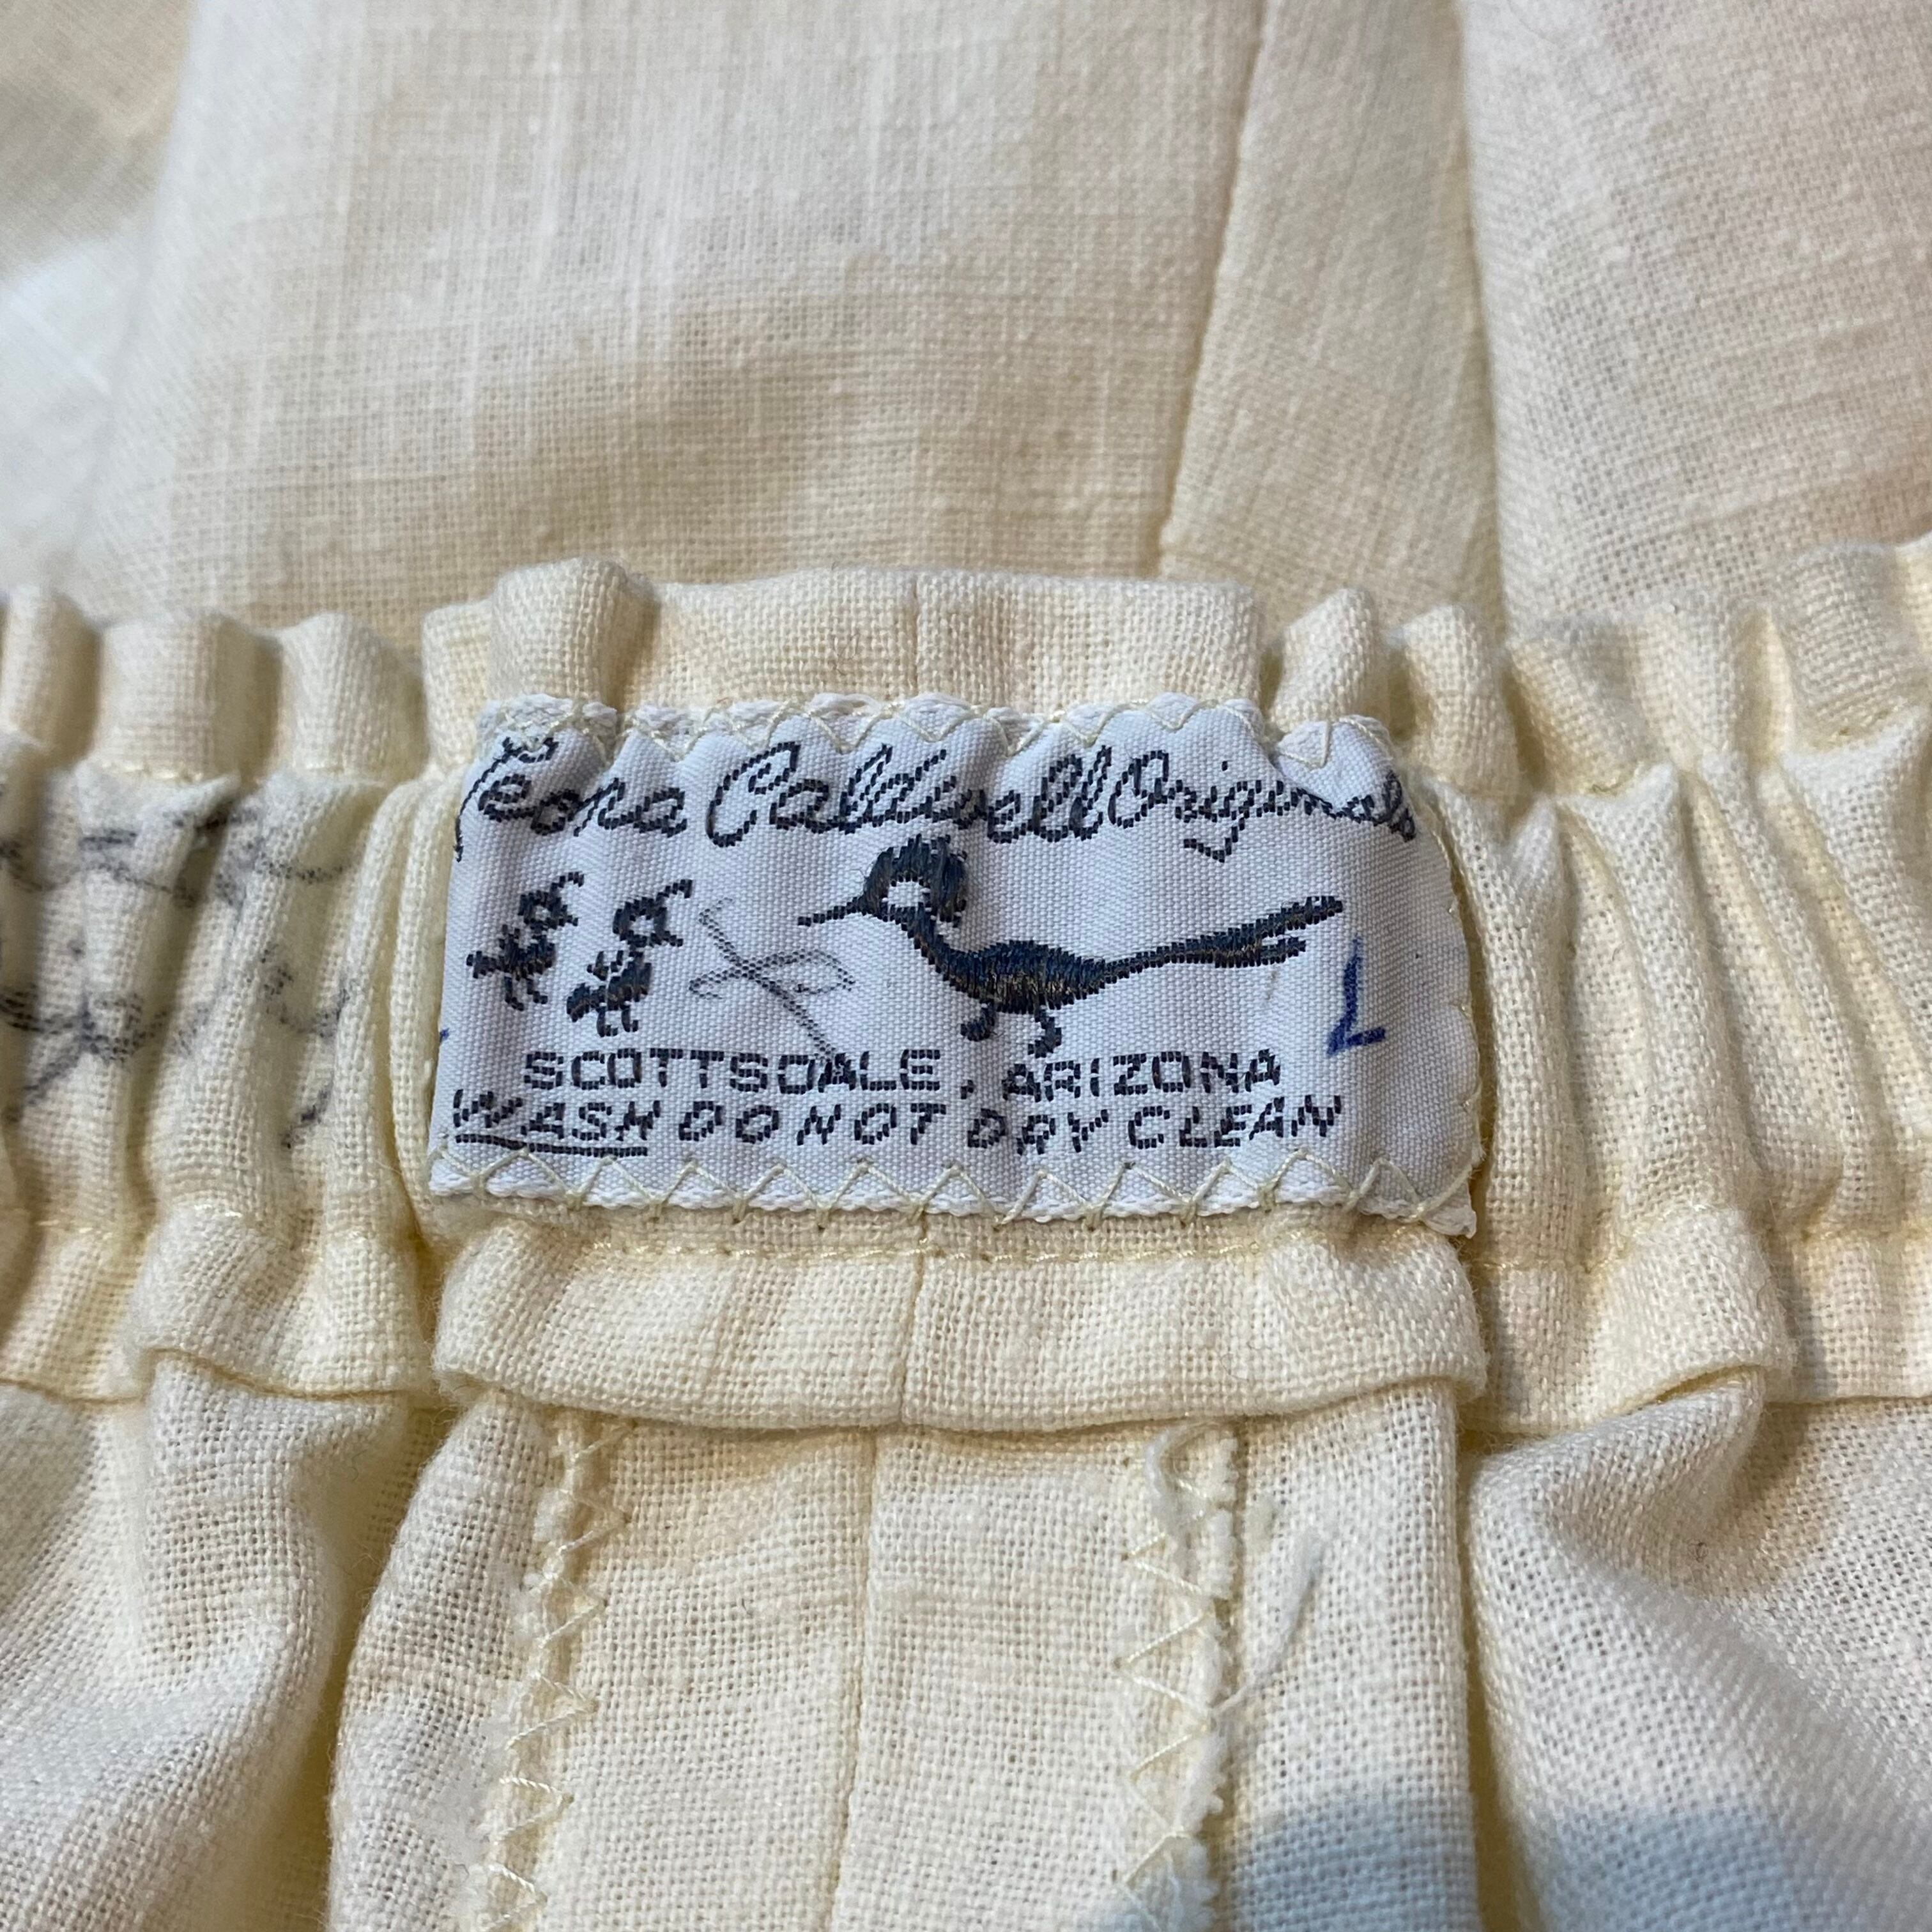 Leona Caldwell Originals
L
SCOTTSDALE, ARIZONA
WASH DO NOT DRY CLEAN